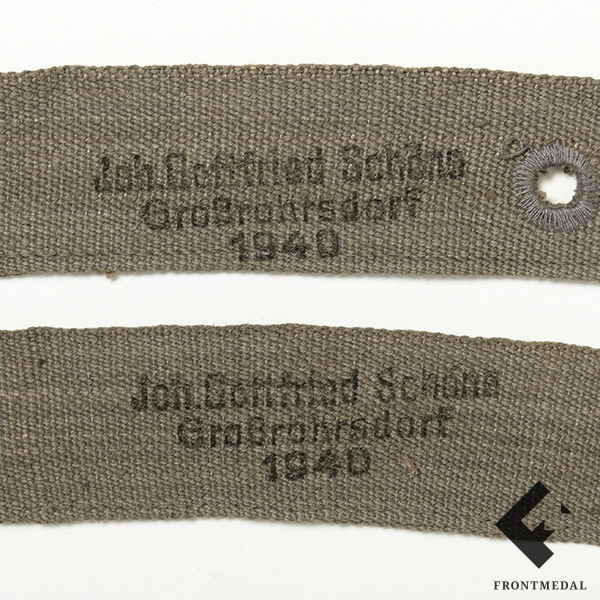 Joh.Gottfried Schöne
Großröhrsdorf
1940
Joh.Gottfried Schöne
Großröhrsdorf
1940
FRONTMEDAL